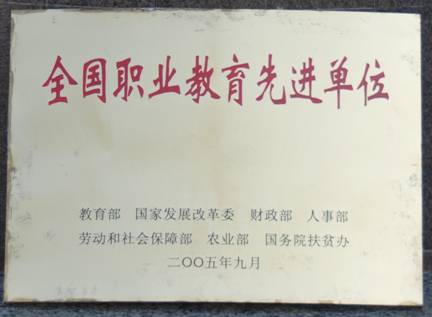 全国职业教育先进单位
教育部 国家发展改革委 财政部 人事部
劳动和社会保障部 农业部 国务院扶贫办
二〇〇五年九月